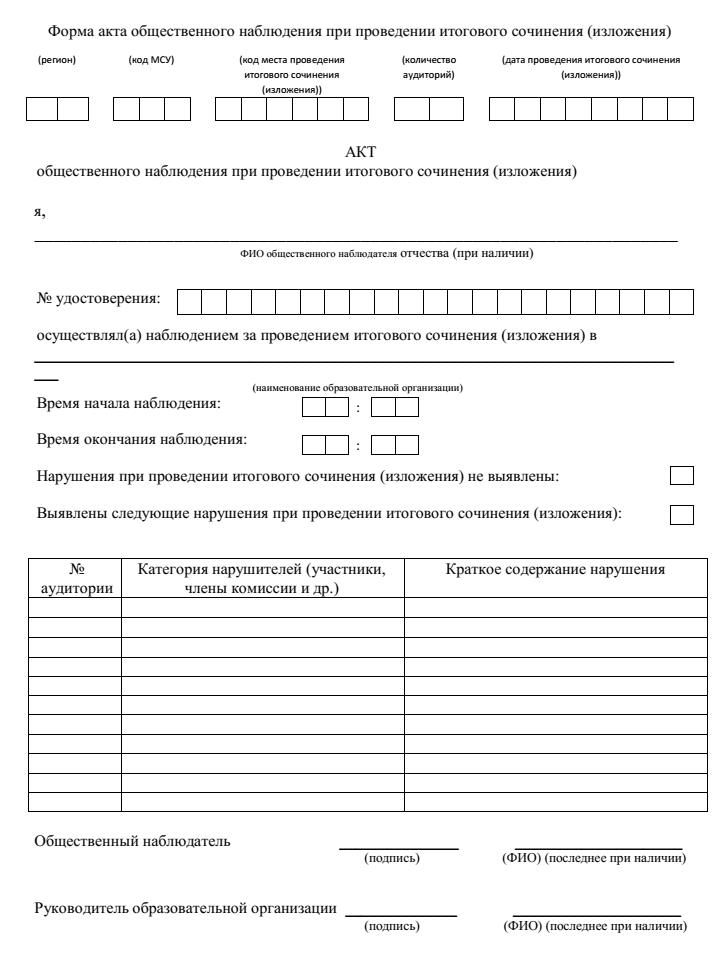 Форма акта общественного наблюдения при проведении итогового сочинения (изложения)
(регион) (код МСУ) (код места проведения итогового сочинения (изложения)) (количество аудиторий) (дата проведения итогового сочинения (изложения))
АКТ
общественного наблюдения при проведении итогового сочинения (изложения)
я,
ФИО общественного наблюдателя отчества (при наличии)
№ удостоверения:
осуществлял(а) наблюдением за проведением итогового сочинения (изложения) в
(наименование образовательной организации)
Время начала наблюдения: :
Время окончания наблюдения: :
Нарушения при проведении итогового сочинения (изложения) не выявлены:
Выявлены следующие нарушения при проведении итогового сочинения (изложения):
№ аудитории
Категория нарушителей (участники,
члены комиссии и др.)
Краткое содержание нарушения
Общественный наблюдатель
(подпись) (ФИО) (последнее при наличии)
Руководитель образовательной организации
(подпись) (ФИО) (последнее при наличии)